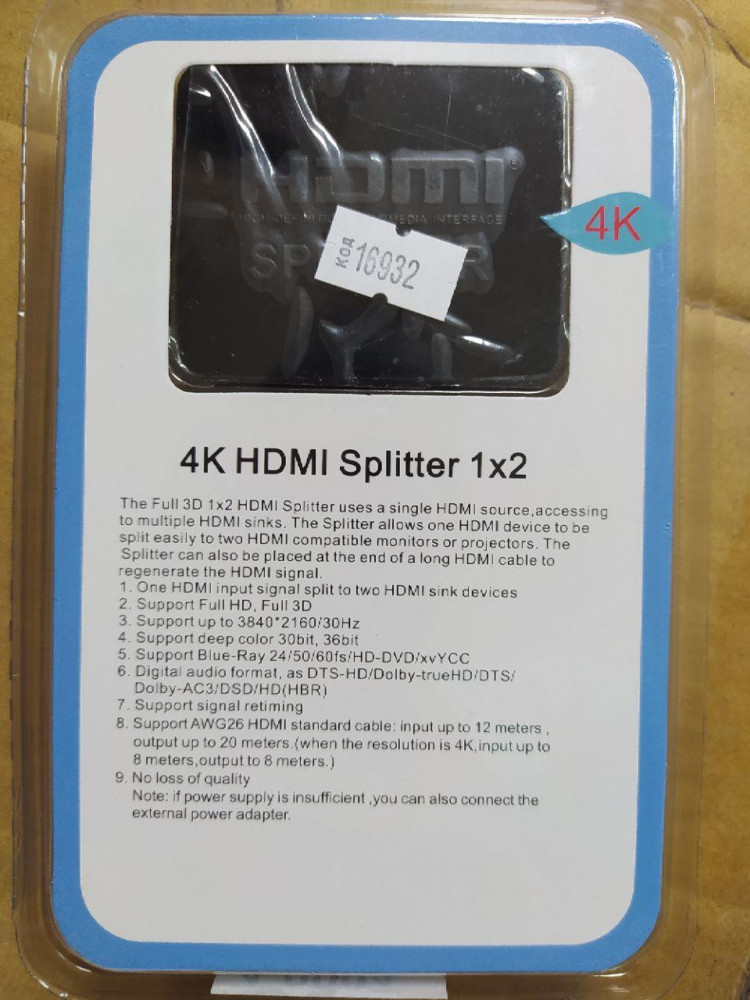 HDMI
HIGH-DEFINITION MULTIMEDIA INTERFACE
4K
Код 16932
4K HDMI Splitter 1x2
The Full 3D 1x2 HDMI Splitter uses a single HDMI source,accessing
to multiple HDMI sinks. The Splitter allows one HDMI device to be
split easily to two HDMI compatible monitors or projectors. The
Splitter can also be placed at the end of a long HDMI cable to
regenerate the HDMI signal.
1. One HDMI input signal split to two HDMI sink devices
2. Support Full HD, Full 3D
3. Support up to 3840*2160/30Hz
4. Support deep color 30bit, 36bit
5. Support Blue-Ray 24/50/60fs/HD-DVD/xvYCC
6. Digital audio format, as DTS-HD/Dolby-trueHD/DTS/
Dolby-AC3/DSD/HD(HBR)
7. Support signal retiming
8. Support AWG26 HDMI standard cable: input up to 12 meters ,
output up to 20 meters.(when the resolution is 4K,input up to
8 meters,output to 8 meters.)
9. No loss of quality
Note: if power supply is insufficient ,you can also connect the
external power adapter.